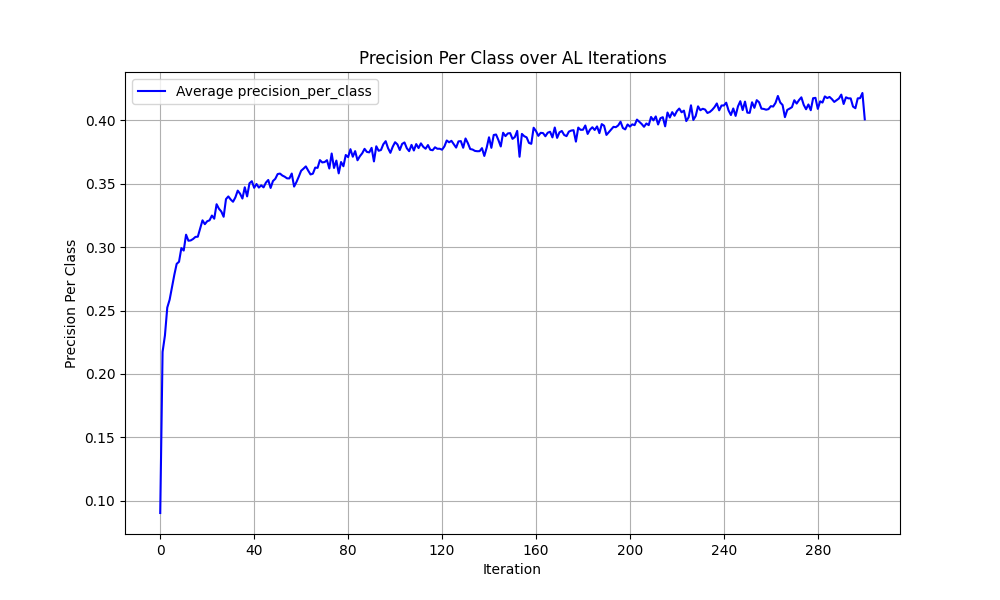 Precision Per Class over AL Iterations
Average precision_per_class
Precision Per Class
0.40
0.35
0.30
0.25
0.20
0.15
0.10
0 40 80 120 160 200 240 280
Iteration